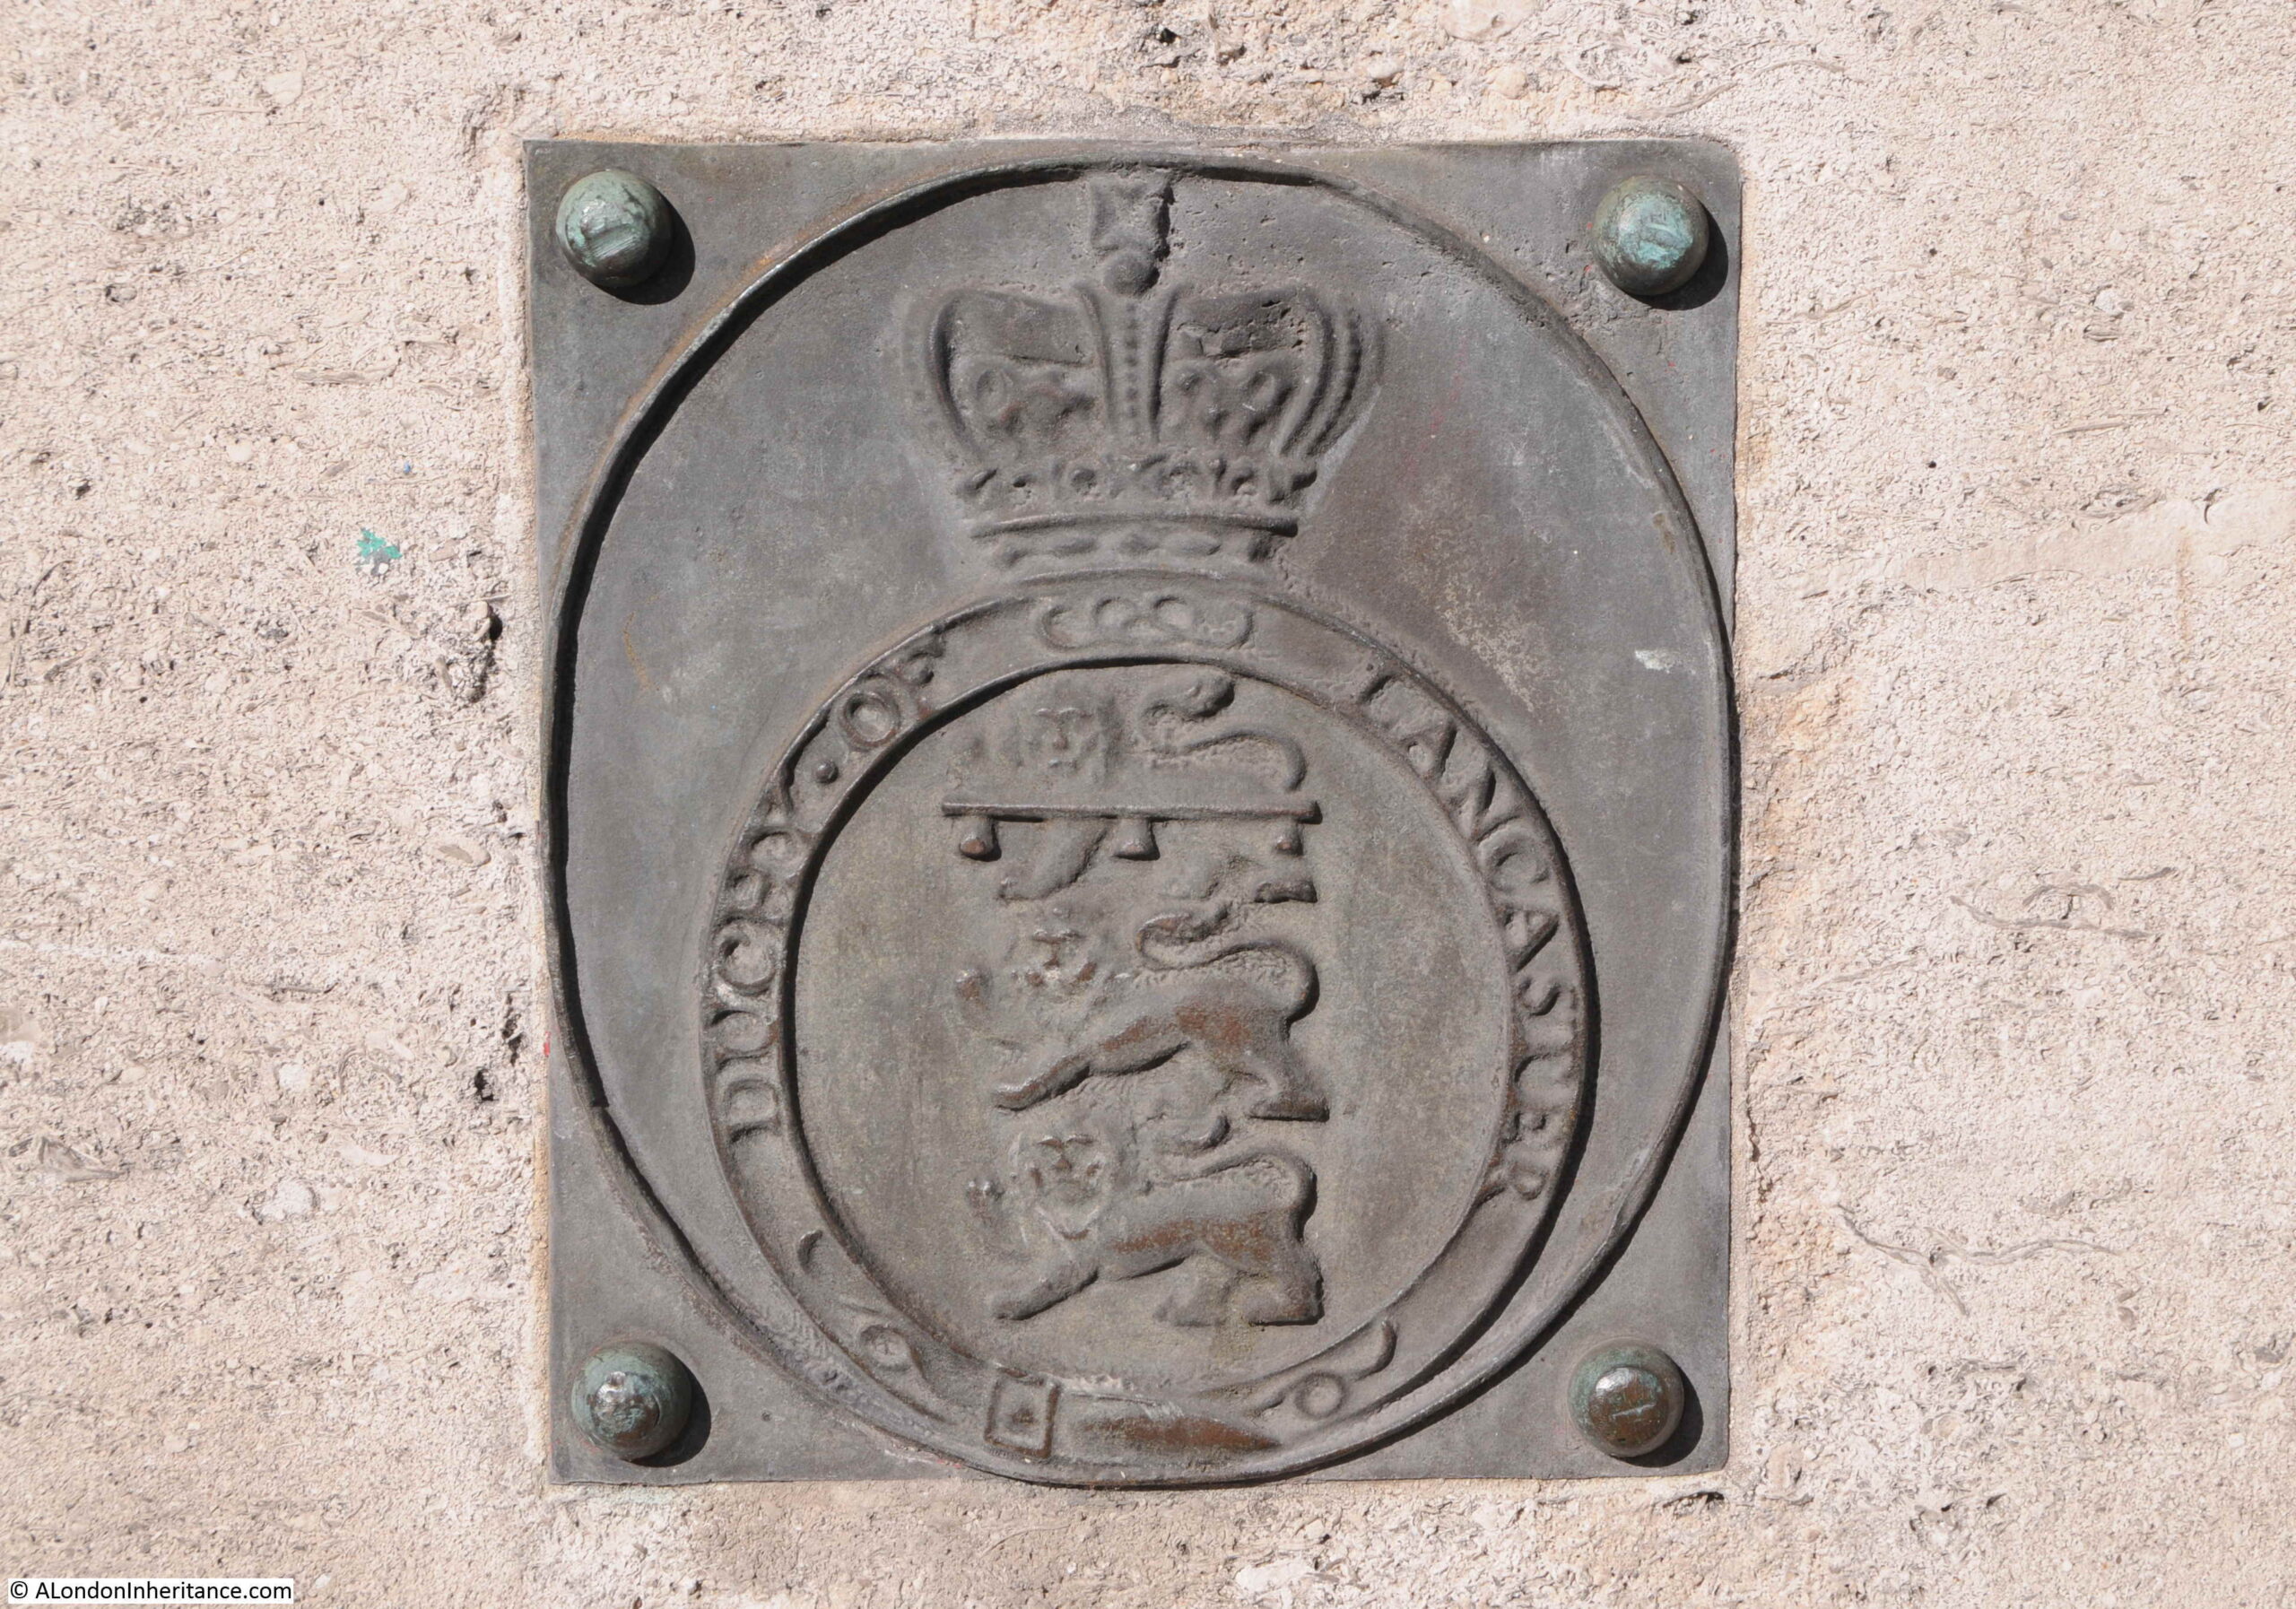 DUCHY · OF LANCASTER
© ALondonInheritance.com